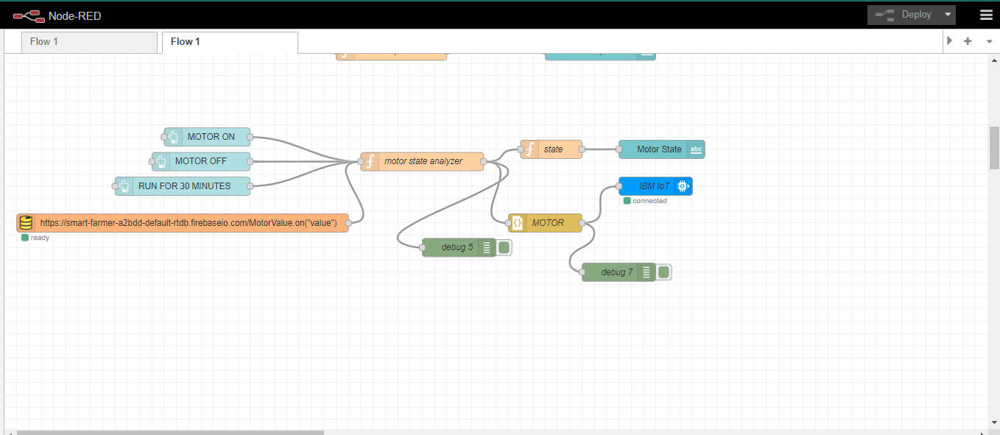 Node-RED
Deploy
Flow 1
Flow 1
MOTOR ON
MOTOR OFF
RUN FOR 30 MINUTES
https://smart-farmer-a2bdd-default-rtdb.firebaseio.com/MotorValue.on("value")
ready
motor state analyzer
state
Motor State
abc
IBM IoT
connected
MOTOR
debug 5
debug 7